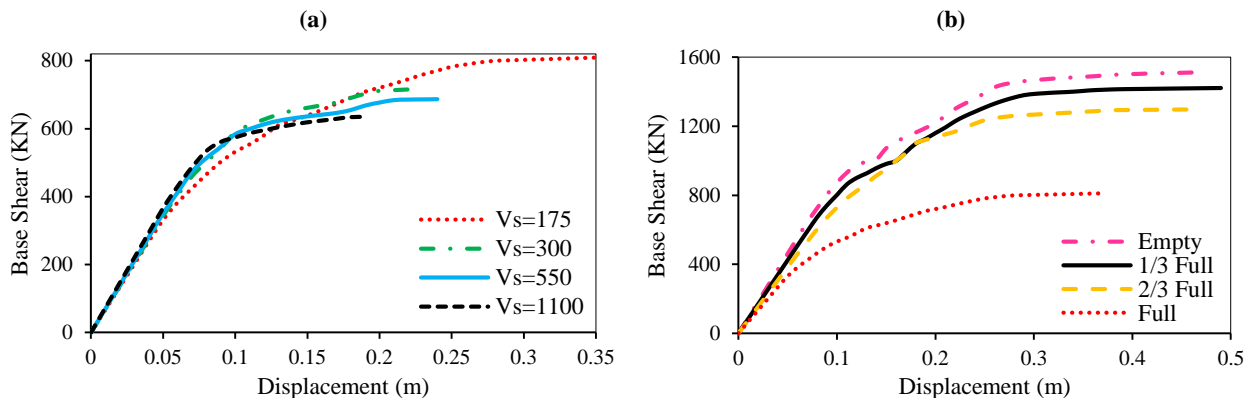 (a)
Base Shear (KN)
800
600
400
200
0
0 0.05 0.1 0.15 0.2 0.25 0.3 0.35
Displacement (m)
Vs=175
Vs=300
Vs=550
Vs=1100
(b)
Base Shear (KN)
1600
1200
800
400
0
0 0.1 0.2 0.3 0.4 0.5
Displacement (m)
Empty
1/3 Full
2/3 Full
Full